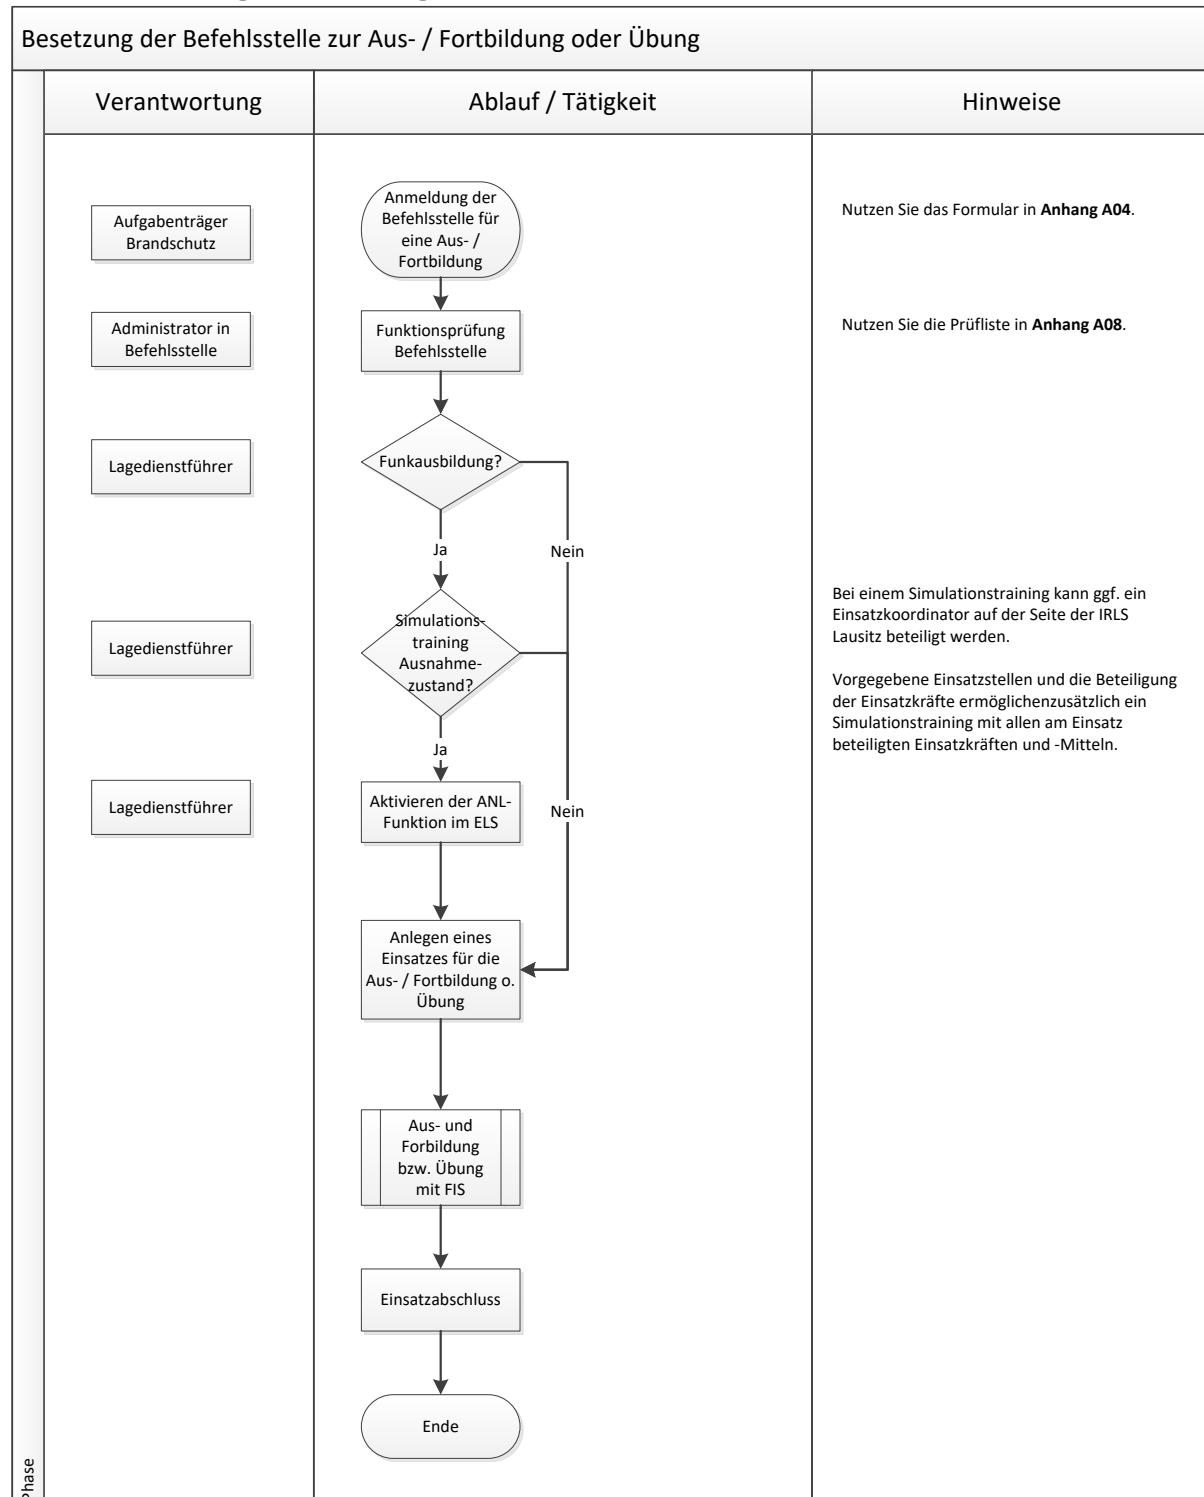 Besetzung der Befehlsstelle zur Aus- / Fortbildung oder Übung
Verantwortung
Ablauf / Tätigkeit
Hinweise
Aufgabenträger
Brandschutz
Anmeldung der
Befehlsstelle für
eine Aus- /
Fortbildung
Nutzen Sie das Formular in Anhang A04.
Administrator in
Befehlsstelle
Funktionsprüfung
Befehlsstelle
Nutzen Sie die Prüfliste in Anhang A08.
Lagedienstführer
Funkausbildung?
Ja
Nein
Lagedienstführer
Simulations-
training
Ausnahme-
zustand?
Bei einem Simulationstraining kann ggf. ein
Einsatzkoordinator auf der Seite der IRLS
Lausitz beteiligt werden.
Vorgegebene Einsatzstellen und die Beteiligung
der Einsatzkräfte ermöglichenzusätzlich ein
Simulationstraining mit allen am Einsatz
beteiligten Einsatzkräften und -Mitteln.
Ja
Lagedienstführer
Aktivieren der ANL-
Funktion im ELS
Nein
Anlegen eines
Einsatzes für die
Aus- / Fortbildung o.
Übung
Aus- und
Forbildung
bzw. Übung
mit FIS
Einsatzabschluss
Ende
Phase